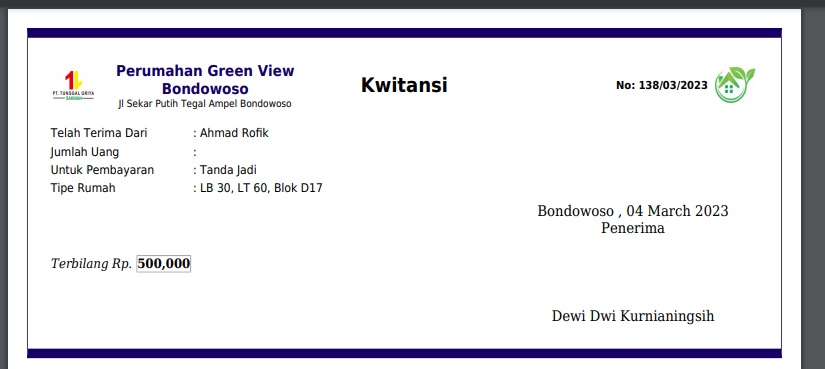 PT. TUNGGAL GRIYA
SAKINAH
Perumahan Green View
Bondowoso
Jl Sekar Putih Tegal Ampel Bondowoso
Kwitansi
No: 138/03/2023
Telah Terima Dari : Ahmad Rofik
Jumlah Uang :
Untuk Pembayaran : Tanda Jadi
Tipe Rumah : LB 30, LT 60, Blok D17
Bondowoso , 04 March 2023
Penerima
Terbilang Rp. 500,000
Dewi Dwi Kurnianingsih